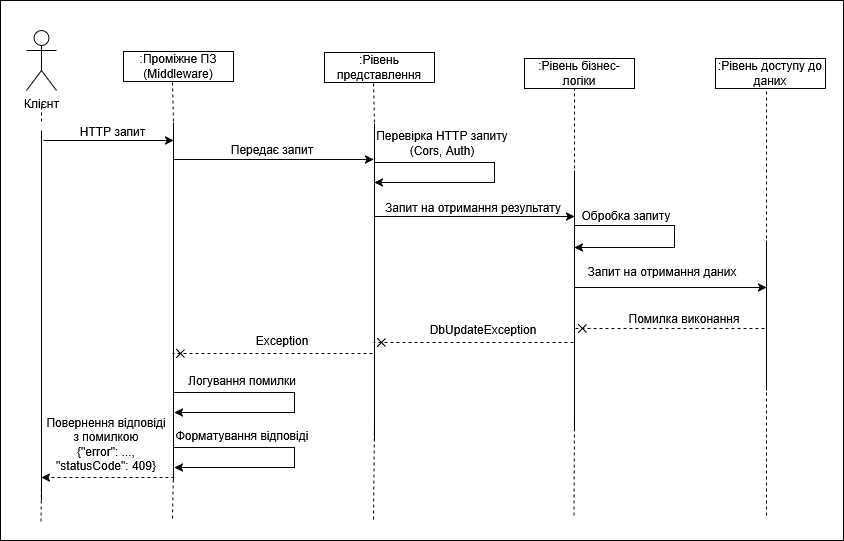 :Проміжне ПЗ
(Middleware)
:Рівень
представлення
:Рівень бізнес-
логіки
:Рівень доступу до
даних
Клієнт
HTTP запит
Передає запит
Перевірка HTTP запиту
(Cors, Auth)
Запит на отримання результату
Обробка запиту
Запит на отримання даних
Помилка виконання
DbUpdateException
Exception
Логування помилки
Форматування відповіді
Повернення відповіді
з помилкою
{"error": ...,
"statusCode": 409}